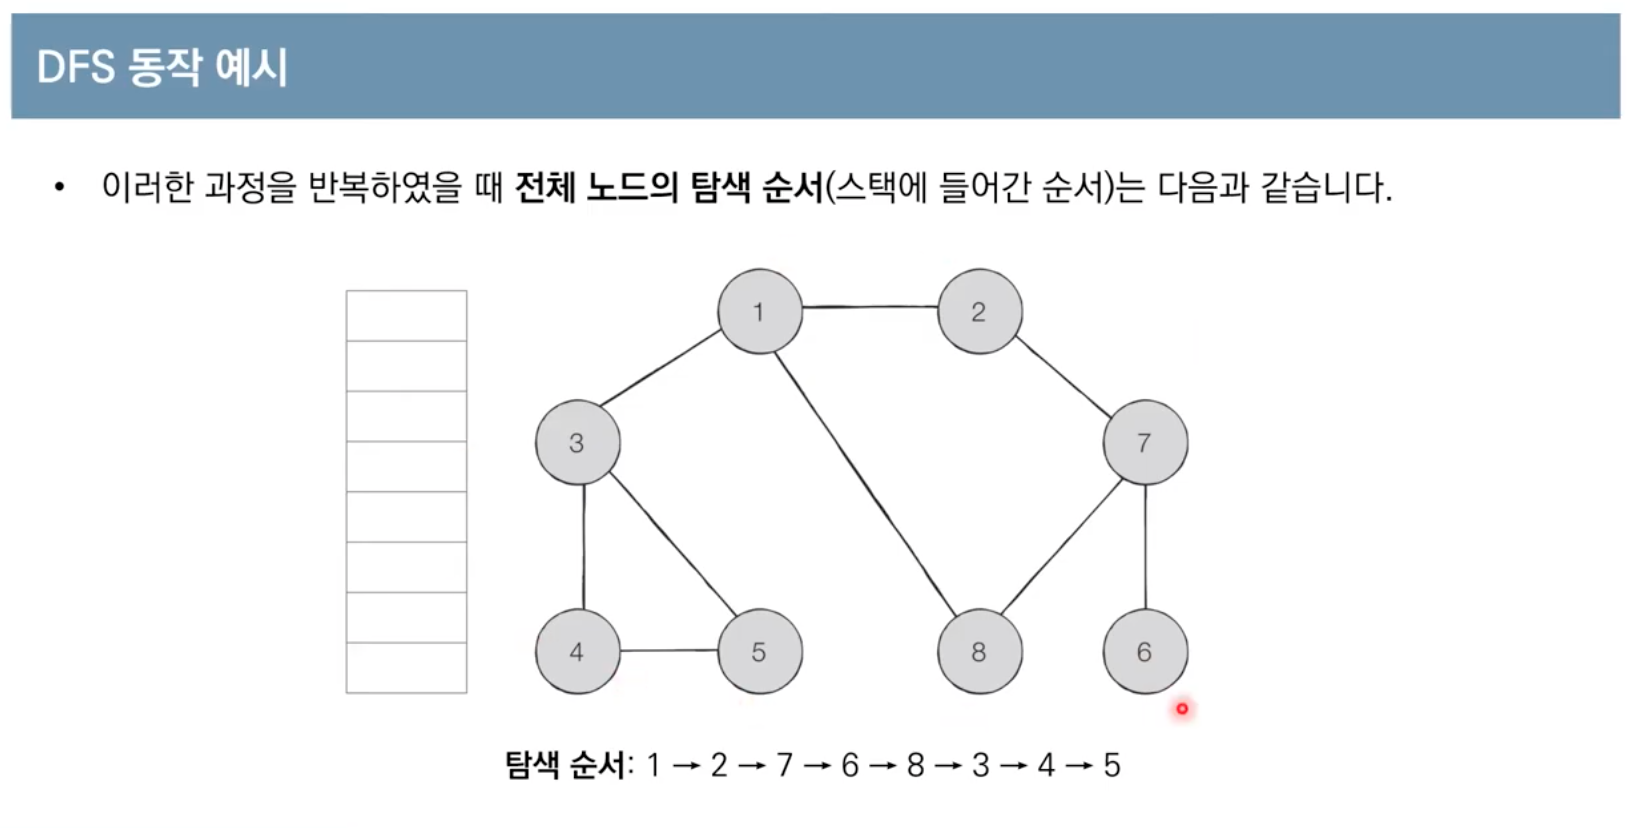 DFS 동작 예시
• 이러한 과정을 반복하였을 때 전체 노드의 탐색 순서(스택에 들어간 순서)는 다음과 같습니다.
1 2
3 7
4 5 8 6
탐색 순서: 1 → 2 → 7 → 6 → 8 → 3 → 4 → 5